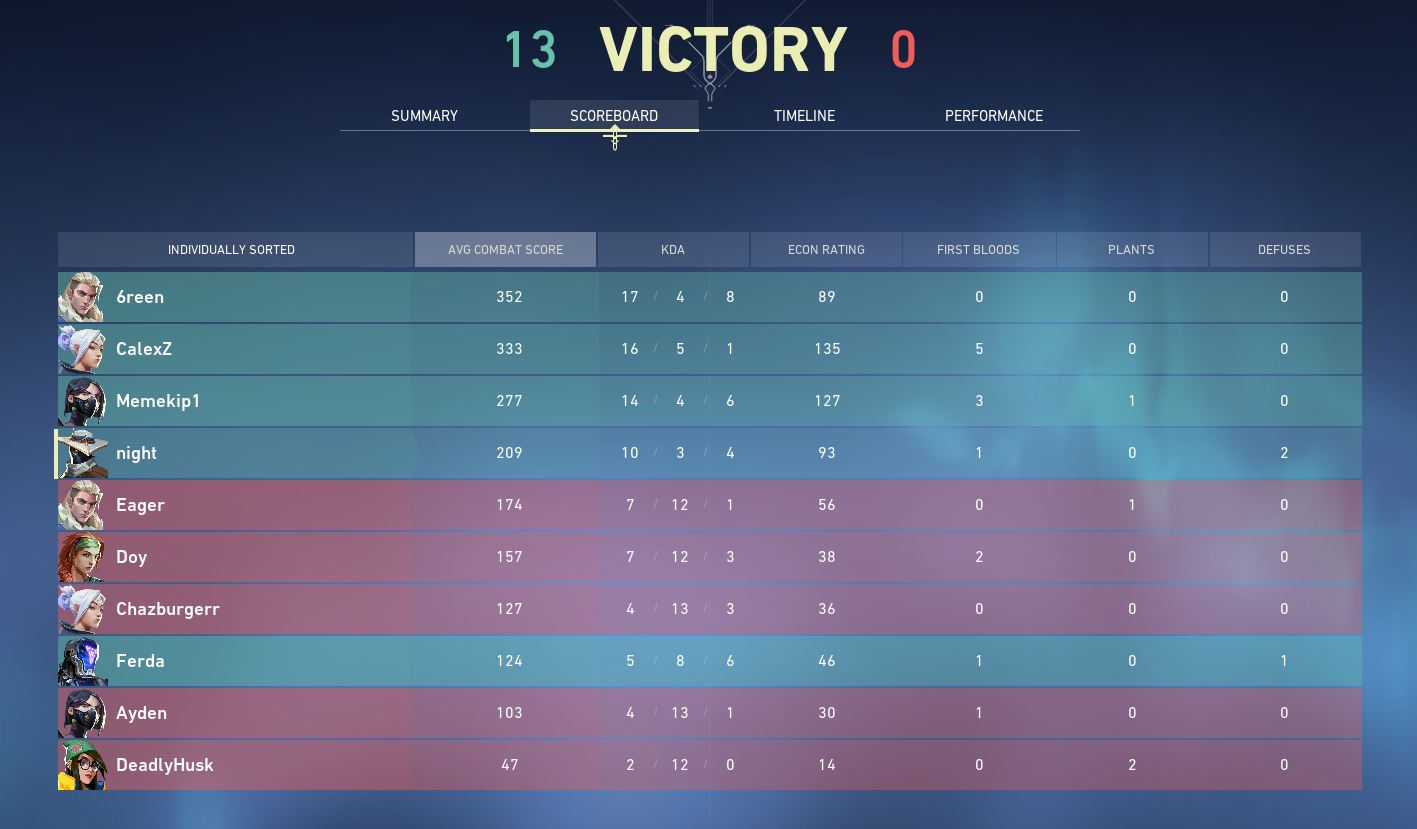 13 VICTORY 0
SUMMARY SCOREBOARD TIMELINE PERFORMANCE
INDIVIDUALLY SORTED AVG COMBAT SCORE KDA ECON RATING FIRST BLOODS PLANTS DEFUSES
6reen 352 17 / 4 / 8 89 0 0 0
CalexZ 333 16 / 5 / 1 135 5 0 0
Memekip1 277 14 / 4 / 6 127 3 1 0
night 209 10 / 3 / 4 93 1 0 2
Eager 174 7 / 12 / 1 56 0 1 0
Doy 157 7 / 12 / 3 38 2 0 0
Chazburgerr 127 4 / 13 / 3 36 0 0 0
Ferda 124 5 / 8 / 6 46 1 0 1
Ayden 103 4 / 13 / 1 30 1 0 0
DeadlyHusk 47 2 / 12 / 0 14 0 2 0